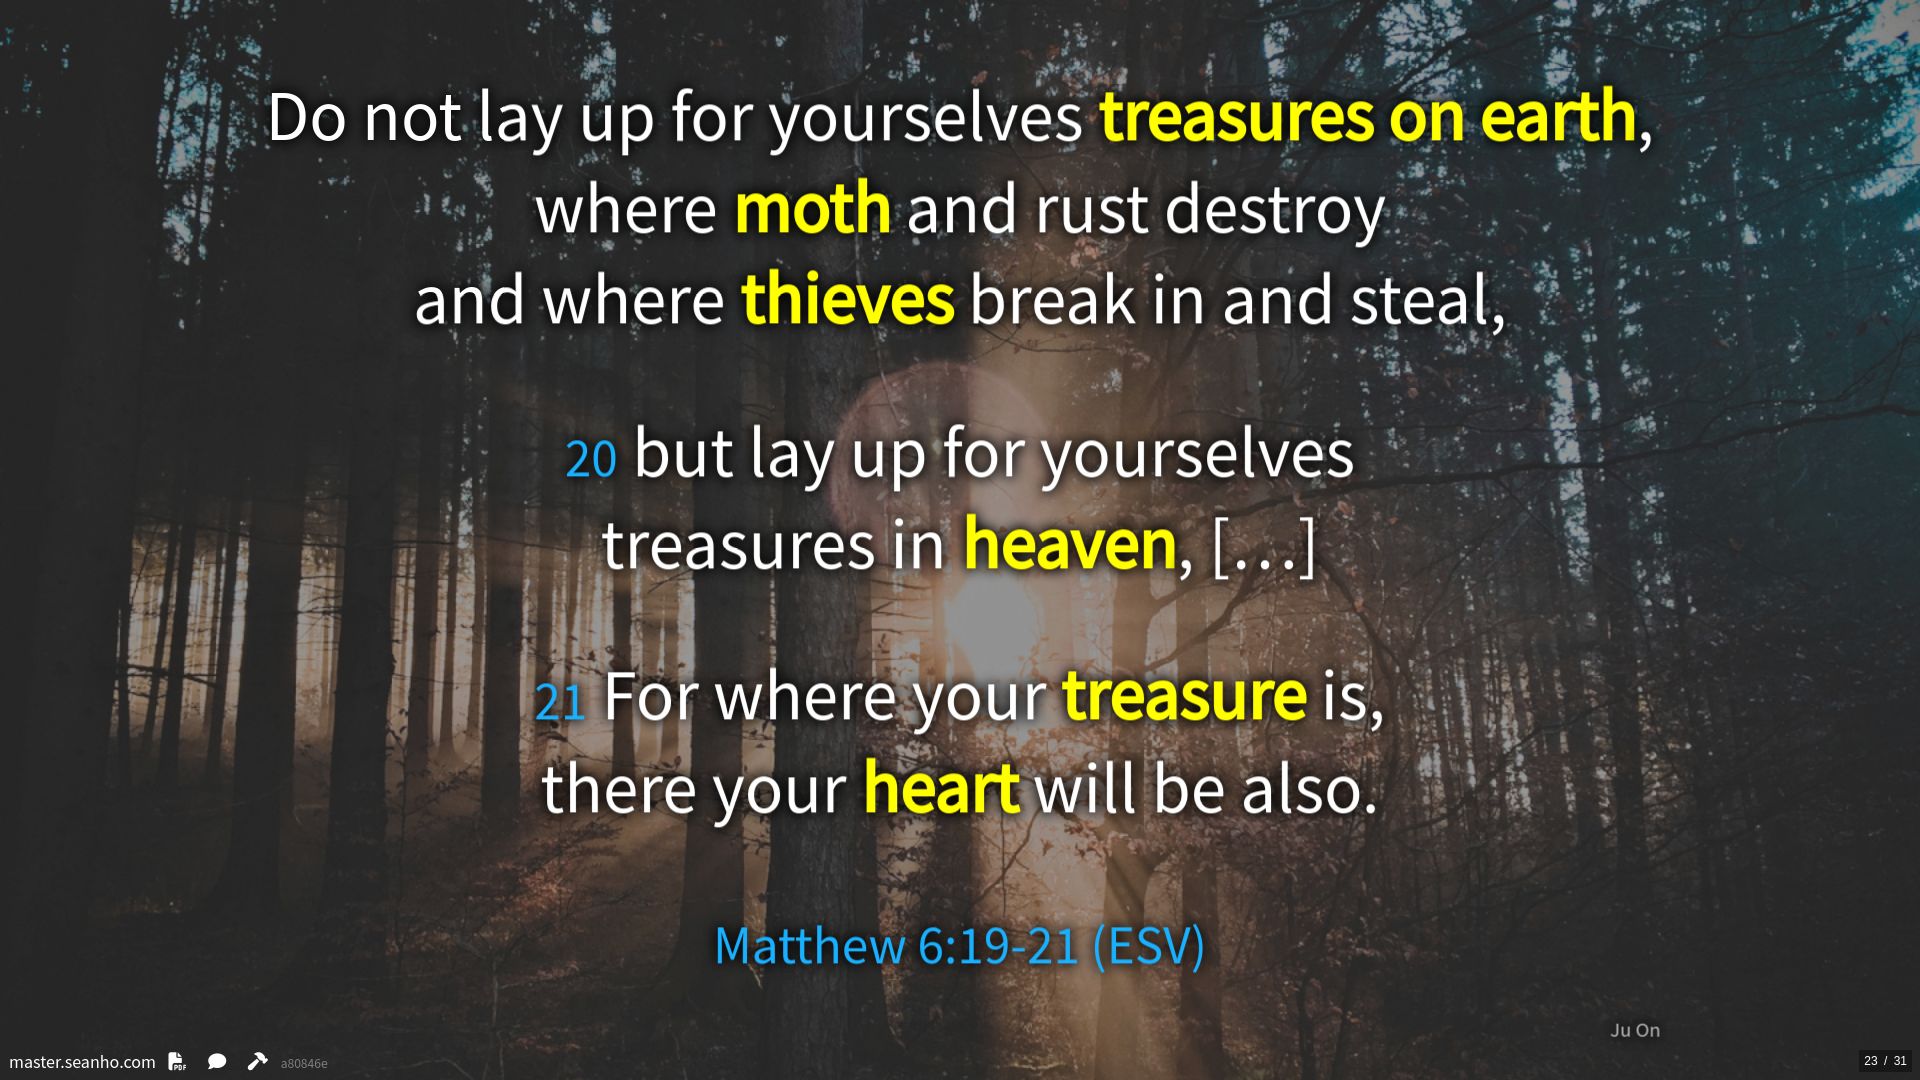 Do not lay up for yourselves treasures on earth,
where moth and rust destroy
and where thieves break in and steal,
20 but lay up for yourselves
treasures in heaven, […]
21 For where your treasure is,
there your heart will be also.
Matthew 6:19-21 (ESV)
Ju On
master.seanho.com PDF a80846e
23 / 31